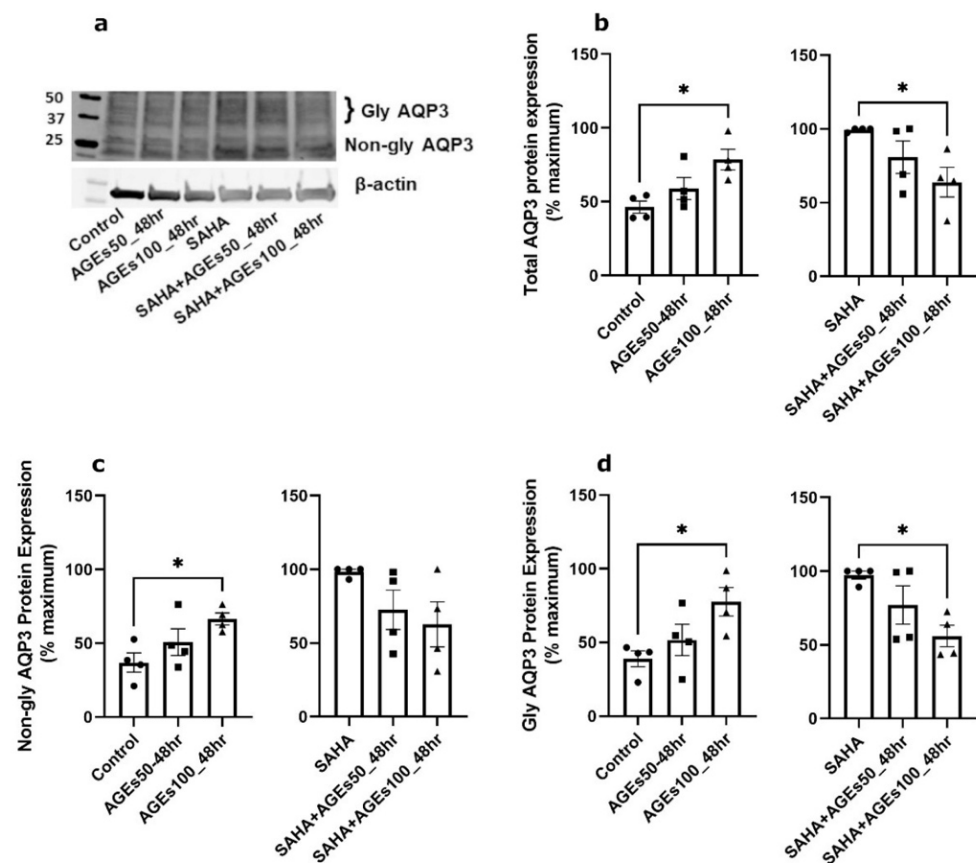 a
50
37
25
Gly AQP3
Non-gly AQP3
β-actin
Control
AGEs50_48hr
AGEs100_48hr
SAHA
SAHA+AGEs50_48hr
SAHA+AGEs100_48hr
b
Total AQP3 protein expression
(% maximum)
150
100
50
0
*
Control
AGEs50-48hr
AGEs100_48hr
150
100
50
0
*
SAHA
SAHA+AGEs50_48hr
SAHA+AGEs100_48hr
c
Non-gly AQP3 Protein Expression
(% maximum)
150
100
50
0
*
Control
AGEs50-48hr
AGEs100_48hr
150
100
50
0
SAHA
SAHA+AGEs50_48hr
SAHA+AGEs100_48hr
d
Gly AQP3 Protein Expression
(% maximum)
150
100
50
0
*
Control
AGEs50-48hr
AGEs100_48hr
150
100
50
0
*
SAHA
SAHA+AGEs50_48hr
SAHA+AGEs100_48hr